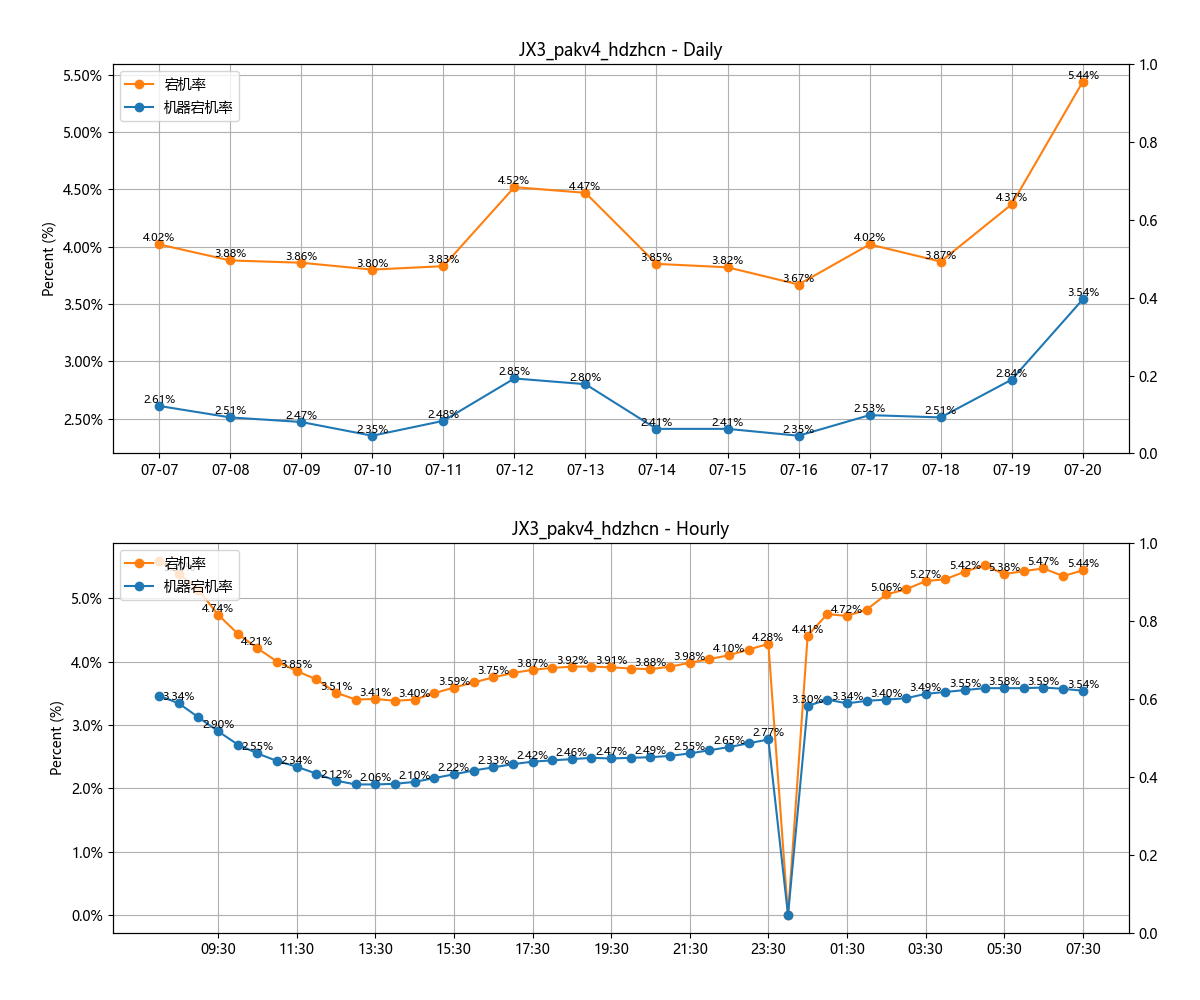 JX3_pakv4_hdzhcn - Daily
宕机率
机器宕机率
Percent (%)
5.50%
5.00%
4.50%
4.00%
3.50%
3.00%
2.50%
1.0
0.8
0.6
0.4
0.2
0.0
4.02% 3.88% 3.86% 3.80% 3.83% 4.52% 4.47% 3.85% 3.82% 3.67% 4.02% 3.87% 4.37% 5.44%
2.61% 2.51% 2.47% 2.35% 2.48% 2.85% 2.80% 2.41% 2.41% 2.35% 2.53% 2.51% 2.84% 3.54%
07-07 07-08 07-09 07-10 07-11 07-12 07-13 07-14 07-15 07-16 07-17 07-18 07-19 07-20
JX3_pakv4_hdzhcn - Hourly
宕机率
机器宕机率
Percent (%)
5.0%
4.0%
3.0%
2.0%
1.0%
0.0%
1.0
0.8
0.6
0.4
0.2
0.0
4.74% 4.21% 3.85% 3.51% 3.41% 3.40% 3.59% 3.75% 3.87% 3.92% 3.91% 3.88% 3.98% 4.10% 4.28% 4.41% 4.72% 5.06% 5.27% 5.42% 5.38% 5.47% 5.44%
3.34% 2.90% 2.55% 2.34% 2.12% 2.06% 2.10% 2.22% 2.33% 2.42% 2.46% 2.47% 2.49% 2.55% 2.65% 2.77% 3.30% 3.34% 3.40% 3.49% 3.55% 3.58% 3.59% 3.54%
09:30 11:30 13:30 15:30 17:30 19:30 21:30 23:30 01:30 03:30 05:30 07:30